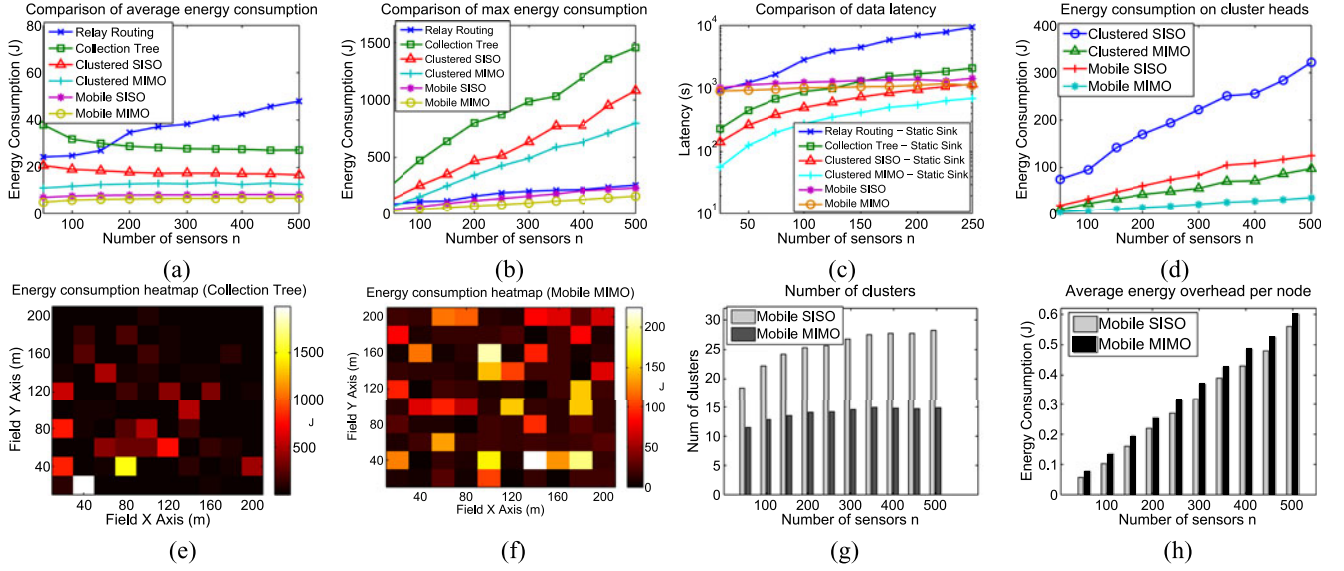 Comparison of average energy consumption
Energy Consumption (J)
80
60
40
20
0
Relay Routing
Collection Tree
Clustered SISO
Clustered MIMO
Mobile SISO
Mobile MIMO
100 200 300 400 500
Number of sensors n
(a)
Comparison of max energy consumption
Energy Consumption (J)
1500
1000
500
0
Relay Routing
Collection Tree
Clustered SISO
Clustered MIMO
Mobile SISO
Mobile MIMO
100 200 300 400 500
Number of sensors n
(b)
Comparison of data latency
Latency (s)
10^4
10^3
10^2
10^1
Relay Routing – Static Sink
Collection Tree – Static Sink
Clustered SISO – Static Sink
Clustered MIMO – Static Sink
Mobile SISO
Mobile MIMO
50 100 150 200 250
Number of sensors n
(c)
Energy consumption on cluster heads
Energy Consumption (J)
400
300
200
100
0
Clustered SISO
Clustered MIMO
Mobile SISO
Mobile MIMO
100 200 300 400 500
Number of sensors n
(d)
Energy consumption heatmap (Collection Tree)
Field Y Axis (m)
200
160
120
80
40
40 80 120 160 200
Field X Axis (m)
1500
1000
J
500
(e)
Energy consumption heatmap (Mobile MIMO)
Field Y Axis (m)
200
160
120
80
40
40 80 120 160 200
Field X Axis (m)
200
150
J
100
50
0
(f)
Number of clusters
Num of clusters
30
25
20
15
10
5
0
Mobile SISO
Mobile MIMO
100 200 300 400 500
Number of sensors n
(g)
Average energy overhead per node
Energy Consumption (J)
0.6
0.5
0.4
0.3
0.2
0.1
0
Mobile SISO
Mobile MIMO
100 200 300 400 500
Number of sensors n
(h)